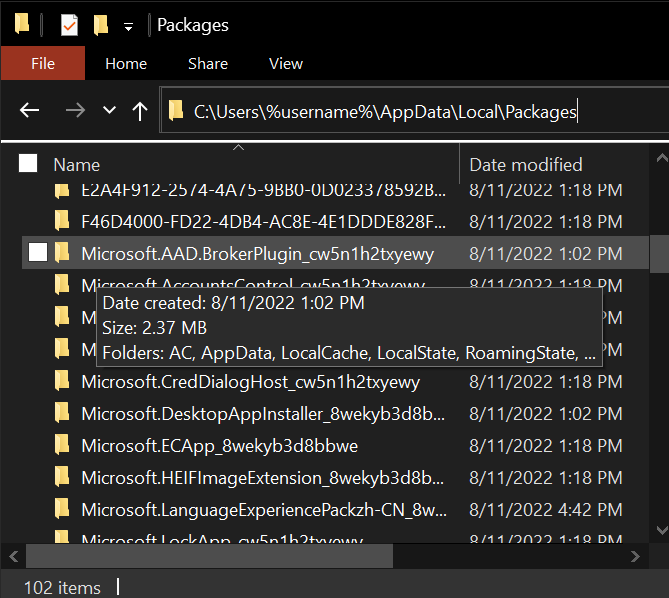 Packages
File Home Share View
C:\Users\%username%\AppData\Local\Packages
Name Date modified
E2A4F912-2574-4A75-9BB0-0D023378592B... 8/11/2022 1:18 PM
F46D4000-FD22-4DB4-AC8E-4E1DDDE828F... 8/11/2022 1:18 PM
Microsoft.AAD.BrokerPlugin_cw5n1h2txyewy 8/11/2022 1:02 PM
Microsoft.AccountsControl_cw5n1h2txyewy 8/11/2022 1:18 PM
Date created: 8/11/2022 1:02 PM
Size: 2.37 MB
Folders: AC, AppData, LocalCache, LocalState, RoamingState, ...
Microsoft.CredDialogHost_cw5n1h2txyewy 8/11/2022 1:18 PM
Microsoft.DesktopAppInstaller_8wekyb3d8b... 8/11/2022 1:02 PM
Microsoft.ECApp_8wekyb3d8bbwe 8/11/2022 1:18 PM
Microsoft.HEIFImageExtension_8wekyb3d8b... 8/11/2022 1:18 PM
Microsoft.LanguageExperiencePackzh-CN_8w... 8/11/2022 4:42 PM
Microsoft.LockApp_cw5n1h2txyewy 8/11/2022 1:18 PM
102 items